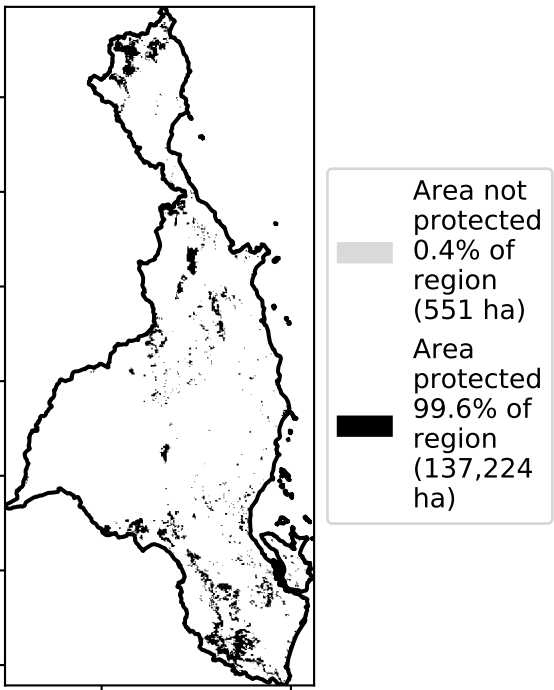 Area not
protected
0.4% of
region
(551 ha)
Area
protected
99.6% of
region
(137,224
ha)